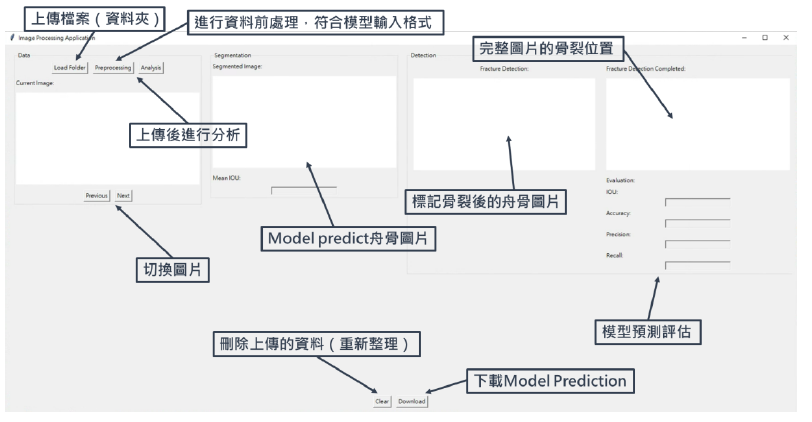 上傳檔案（資料夾）
進行資料前處理，符合模型輸入格式
Image Processing Application
完整圖片的骨裂位置
Data
Load Folder
Preprocessing
Analysis
Current Image:
上傳後進行分析
Previous
Next
切換圖片
Segmentation
Segmented Image:
Mean IOU:
Model predict舟骨圖片
Detection
Fracture Detection:
Fracture Detection Completed:
標記骨裂後的舟骨圖片
Evaluation:
IOU:
Accuracy:
Precision:
Recall:
模型預測評估
刪除上傳的資料（重新整理）
下載Model Prediction
Clear
Download